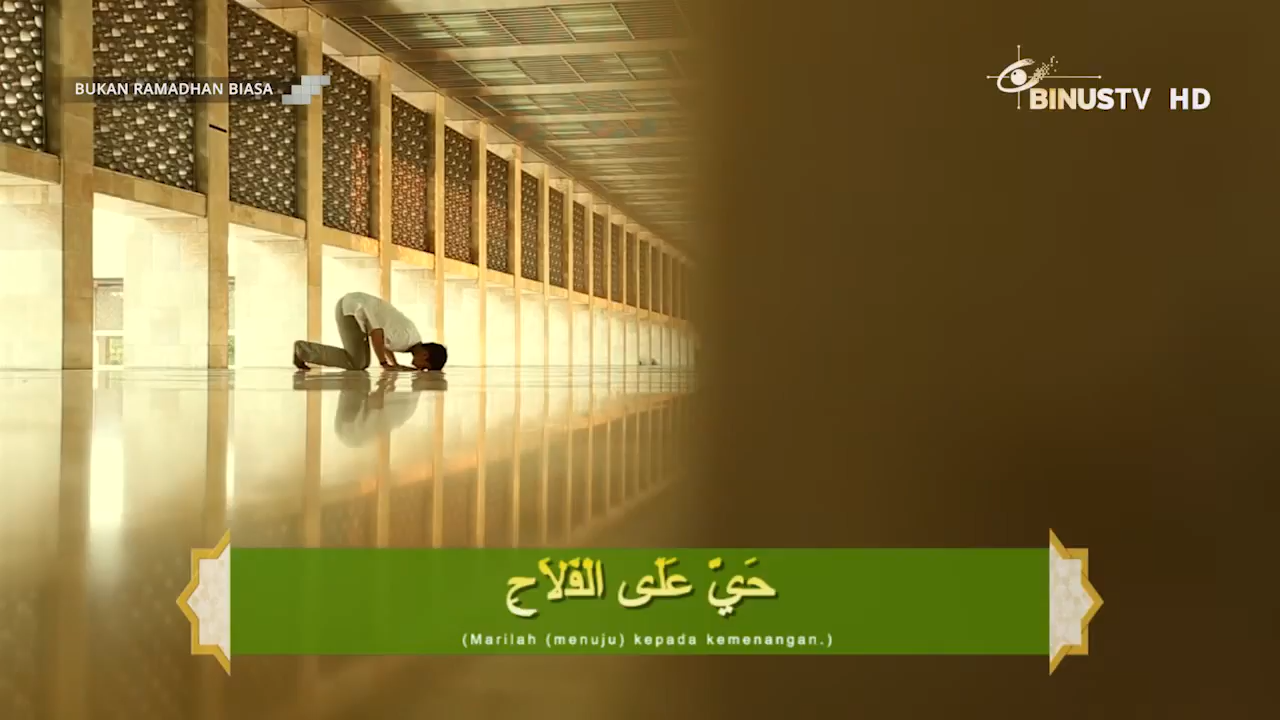 BUKAN RAMADHAN BIASA
BINUSTV HD
حَيَّ عَلَى الْفَلَاحِ
(Marilah (menuju) kepada kemenangan.)